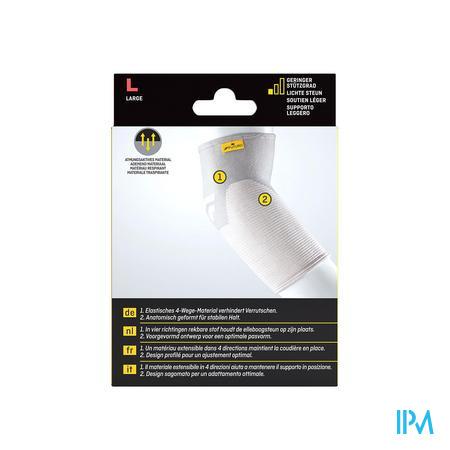 L
LARGE
GERINGER
STÜTZGRAD
LICHTE STEUN
SOUTIEN LÉGER
SUPPORTO
LEGGERO
ATMUNGSAKTIVES MATERIAL
ADEMEND MATERIAAL
MATÉRIAU RESPIRANT
MATERIALE TRASPIRANTE
1
2
de
1. Elastisches 4-Wege-Material verhindert Verrutschen.
2. Anatomisch geformt für stabilen Halt.
nl
1. In vier richtingen rekbare stof houdt de elleboogsteun op zijn plaats.
2. Voorgevormd ontwerp voor een optimale pasvorm.
fr
1. Un matériau extensible dans 4 directions maintient la coudière en place.
2. Design profilé pour un ajustement optimal.
it
1. Il materiale estensibile in 4 direzioni aiuta a mantenere il supporto in posizione.
2. Design sagomato per un adattamento ottimale.
IPM